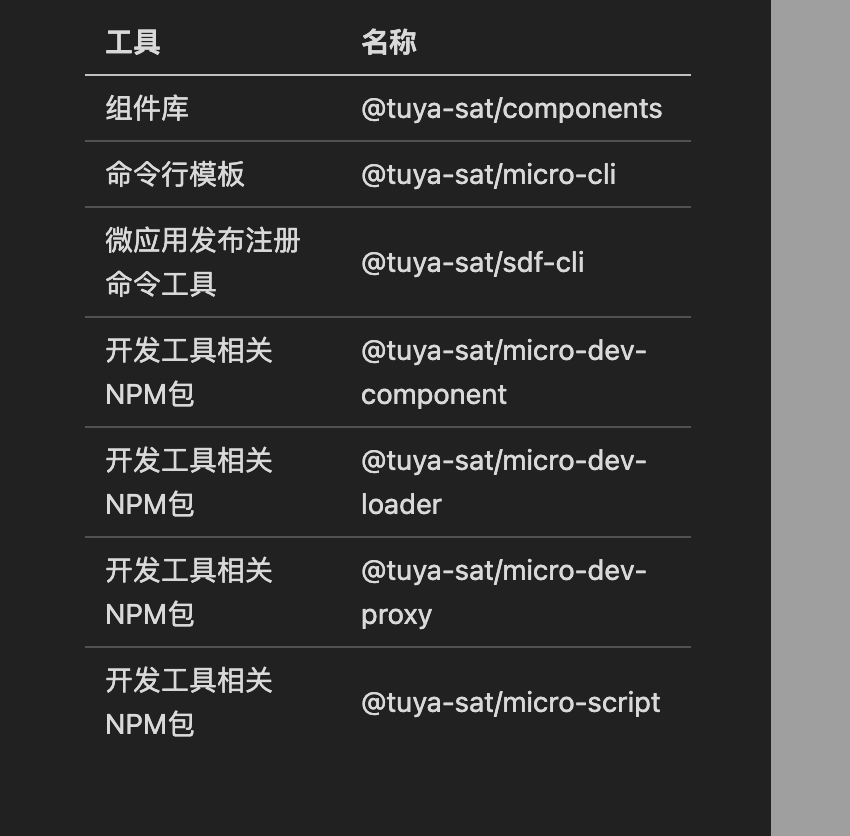 工具 名称
组件库 @tuya-sat/components
命令行模板 @tuya-sat/micro-cli
微应用发布注册
命令工具
@tuya-sat/sdf-cli
开发工具相关
NPM包
@tuya-sat/micro-dev-
component
开发工具相关
NPM包
@tuya-sat/micro-dev-
loader
开发工具相关
NPM包
@tuya-sat/micro-dev-
proxy
开发工具相关
NPM包
@tuya-sat/micro-script